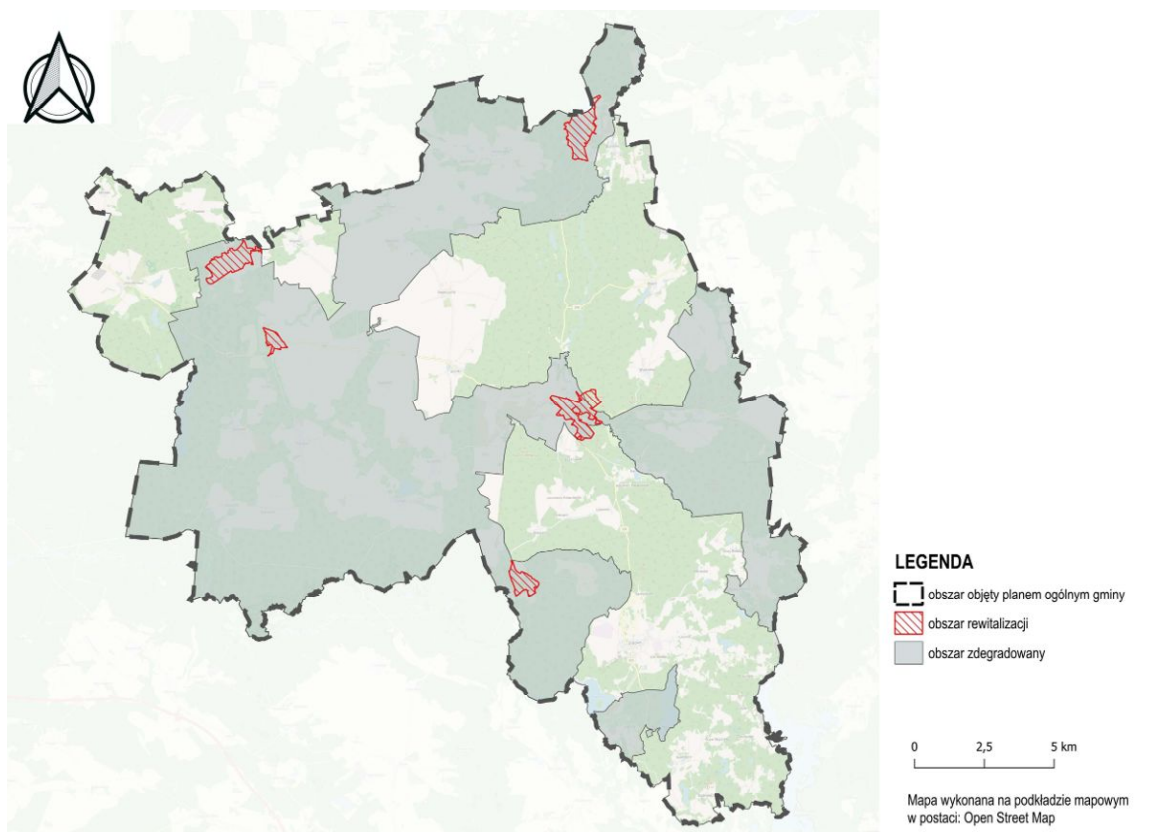 LEGENDA
obszar objęty planem ogólnym gminy
obszar rewitalizacji
obszar zdegradowany
0 2,5 5 km
Mapa wykonana na podkładzie mapowym
w postaci: Open Street Map